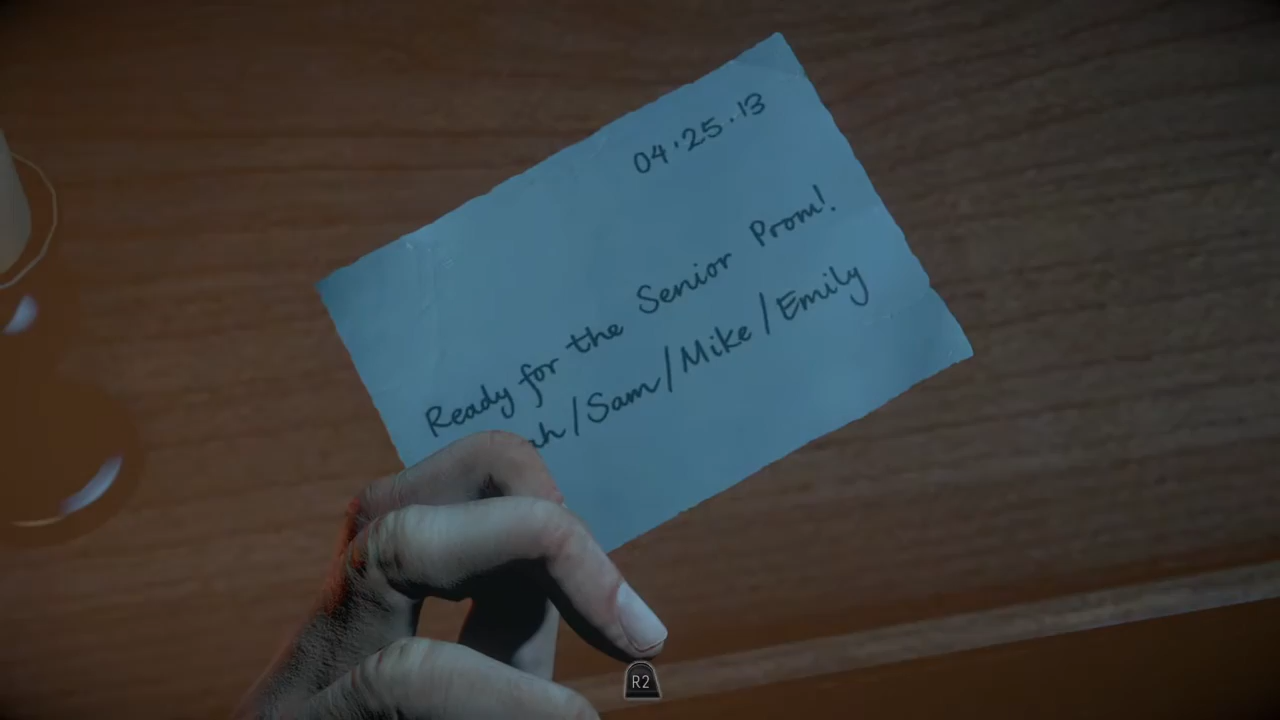 04.25.13
Ready for the Senior Prom!
/Sam/Mike/Emily
R2